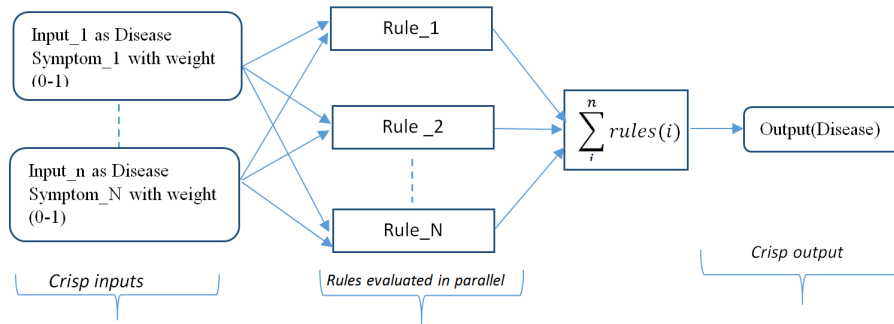 Input_1 as Disease
Symptom_1 with weight
(0-1)
Input_n as Disease
Symptom_N with weight
(0-1)
Rule_1
Rule _2
Rule_N
n
∑ rules(i)
i
Output(Disease)
Crisp inputs
Rules evaluated in parallel
Crisp output